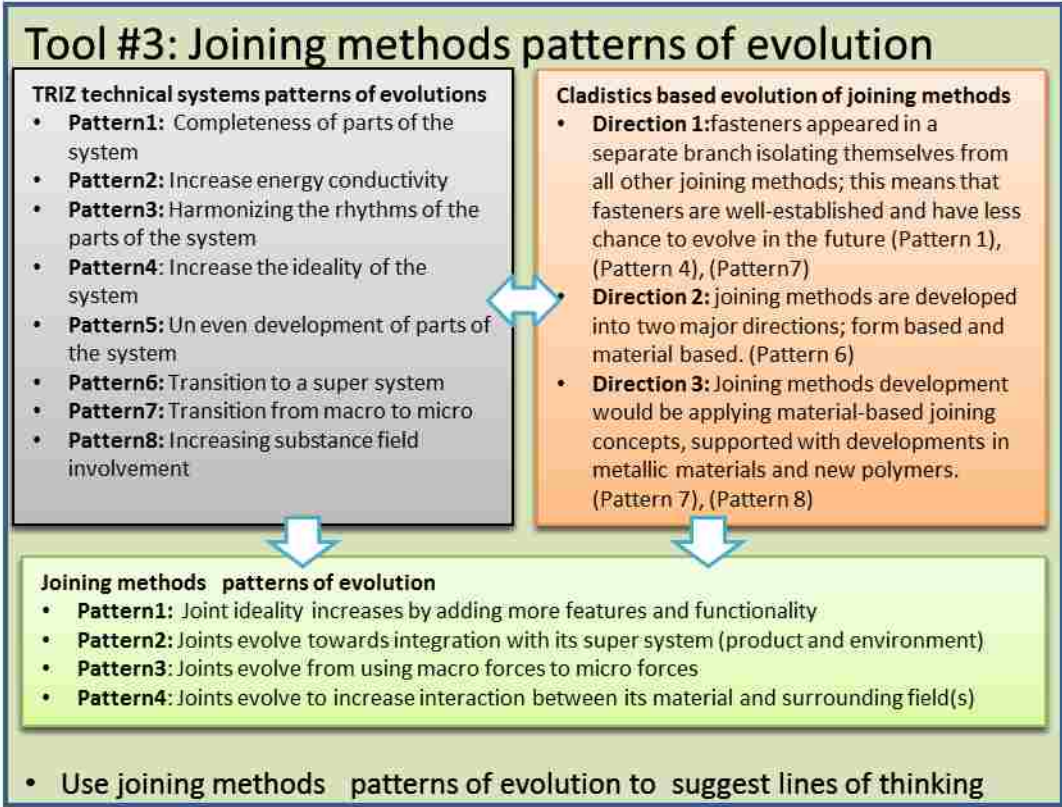 Tool #3: Joining methods patterns of evolution
TRIZ technical systems patterns of evolutions
• Pattern1: Completeness of parts of the
system
• Pattern2: Increase energy conductivity
• Pattern3: Harmonizing the rhythms of the
parts of the system
• Pattern4: Increase the ideality of the
system
• Pattern5: Un even development of parts of
the system
• Pattern6: Transition to a super system
• Pattern7: Transition from macro to micro
• Pattern8: Increasing substance field
involvement
Cladistics based evolution of joining methods
• Direction 1:fasteners appeared in a
separate branch isolating themselves from
all other joining methods; this means that
fasteners are well-established and have less
chance to evolve in the future (Pattern 1),
(Pattern 4), (Pattern7)
• Direction 2: joining methods are developed
into two major directions; form based and
material based. (Pattern 6)
• Direction 3: Joining methods development
would be applying material-based joining
concepts, supported with developments in
metallic materials and new polymers.
(Pattern 7), (Pattern 8)
Joining methods patterns of evolution
• Pattern1: Joint ideality increases by adding more features and functionality
• Pattern2: Joints evolve towards integration with its super system (product and environment)
• Pattern3: Joints evolve from using macro forces to micro forces
• Pattern4: Joints evolve to increase interaction between its material and surrounding field(s)
• Use joining methods patterns of evolution to suggest lines of thinking